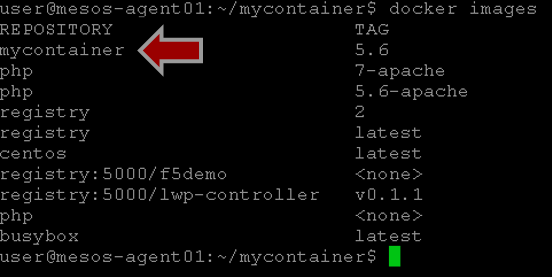 user@mesos-agent01:~/mycontainer$ docker images
REPOSITORY TAG
mycontainer 5.6
php 7-apache
php 5.6-apache
registry 2
registry latest
centos latest
registry:5000/f5demo <none>
registry:5000/lwp-controller v0.1.1
php <none>
busybox latest
user@mesos-agent01:~/mycontainer$